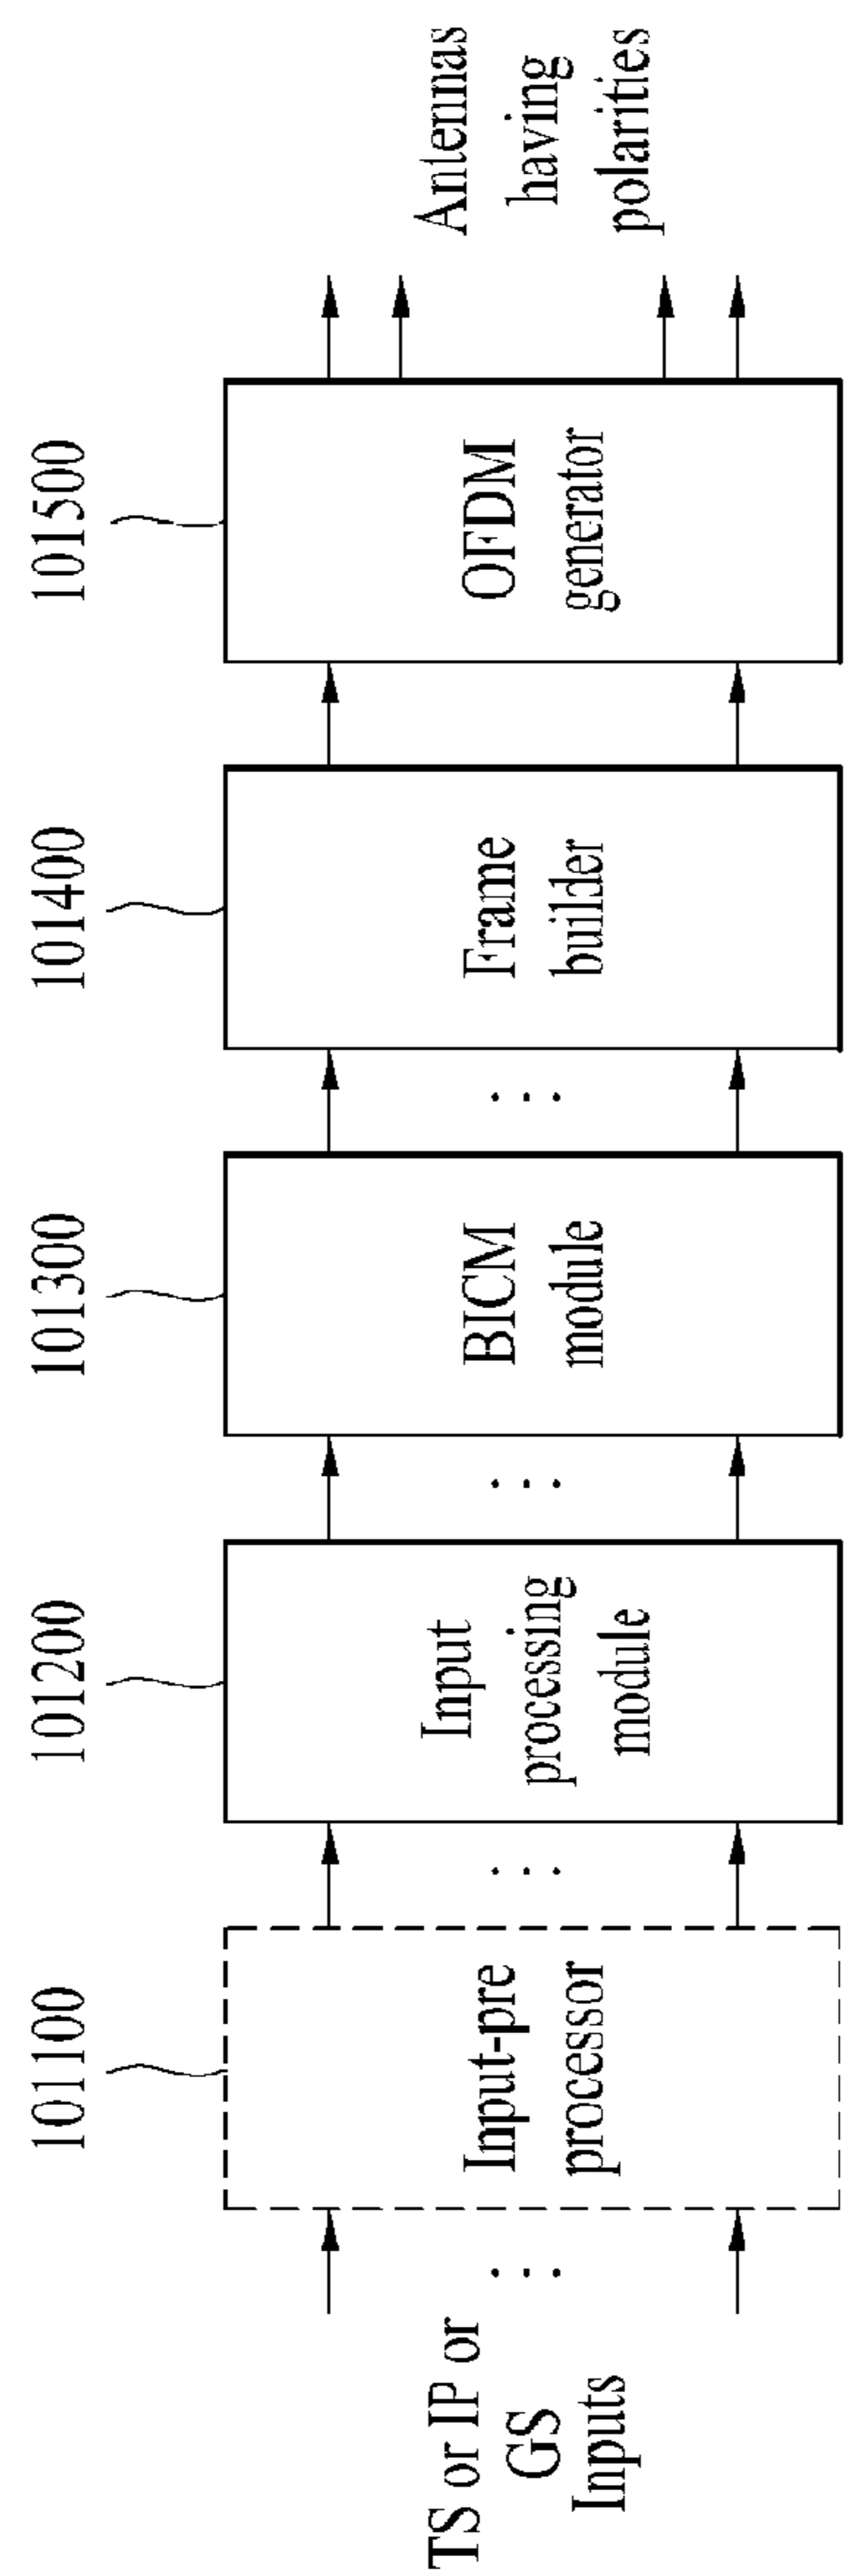 101100
101200
101300
101400
101500
TS or IP or
GS
Inputs
Input-pre
processor
Input
processing
module
BICM
module
Frame
builder
OFDM
generator
Antennas
having
polarities